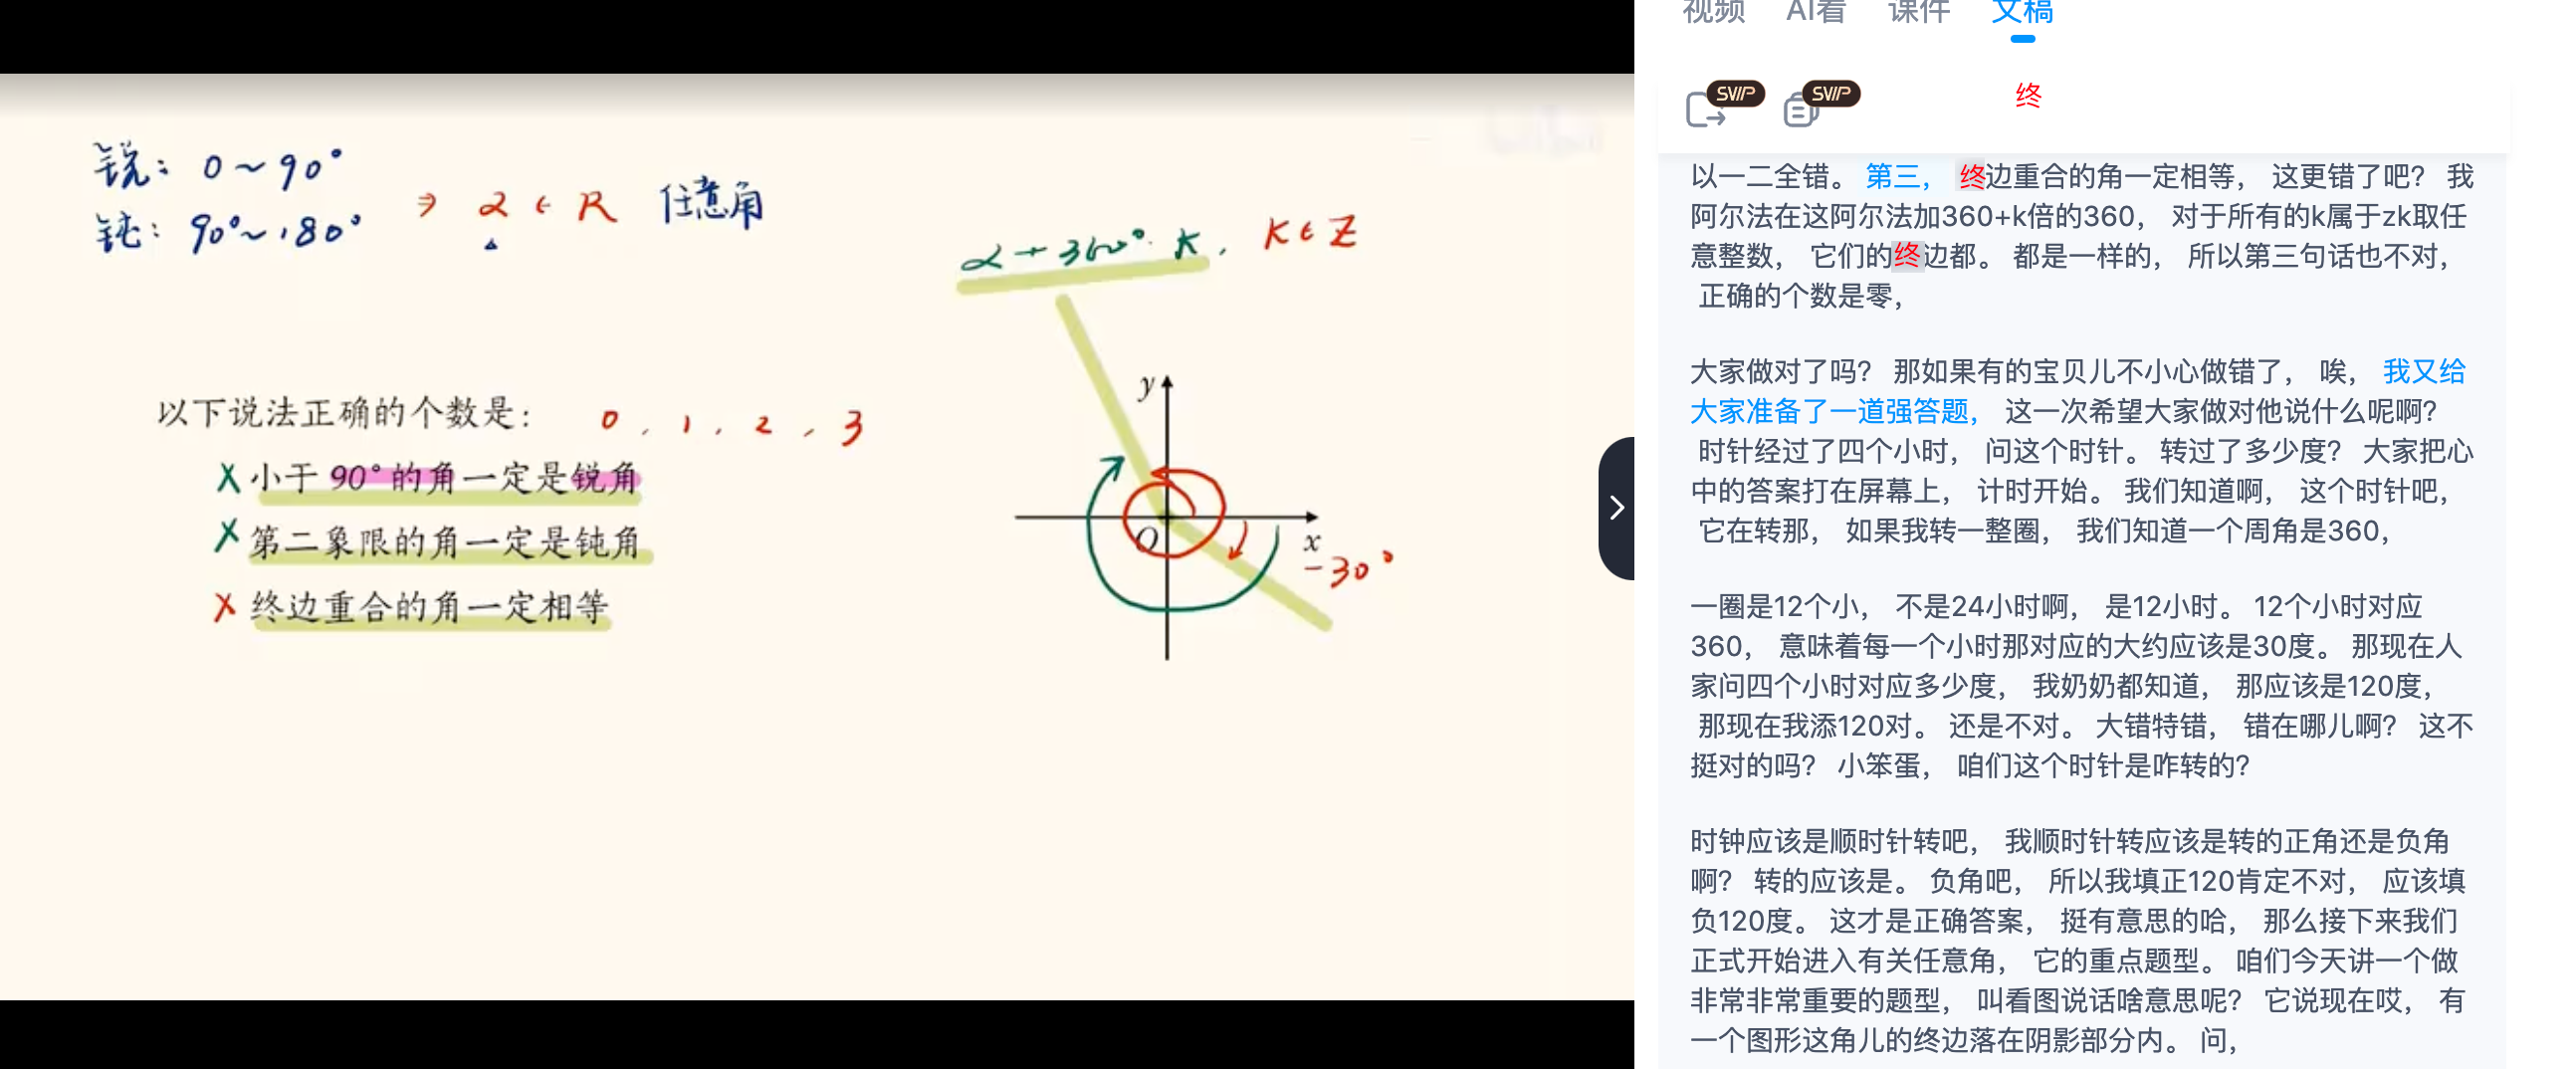 锐: 0~90°
钝: 90°~180°
⇒ α ∈ R 任意角
α+360°·k, k∈Z
以下说法正确的个数是: 0, 1, 2, 3
X 小于90°的角一定是锐角
X 第二象限的角一定是钝角
X 终边重合的角一定相等
y
O
x
-30°
视频 AI看 课件 文稿
SVIP SVIP 终
以一二全错。 第三, 终边重合的角一定相等, 这更错了吧? 我
阿尔法在这阿尔法加360+k倍的360, 对于所有的k属于zk取任
意整数, 它们的终边都。 都是一样的, 所以第三句话也不对,
正确的个数是零,
大家做对了吗? 那如果有的宝贝儿不小心做错了, 唉, 我又给
大家准备了一道强答题, 这一次希望大家做对他说什么呢啊?
时针经过了四个小时, 问这个时针。 转过了多少度? 大家把心
中的答案打在屏幕上, 计时开始。 我们知道啊, 这个时针吧,
它在转那, 如果我转一整圈, 我们知道一个周角是360,
一圈是12个小, 不是24小时啊, 是12小时。 12个小时对应
360, 意味着每一个小时那对应的大约应该是30度。 那现在人
家问四个小时对应多少度, 我奶奶都知道, 那应该是120度,
那现在我添120对。 还是不对。 大错特错, 错在哪儿啊? 这不
挺对的吗? 小笨蛋, 咱们这个时针是咋转的?
时钟应该是顺时针转吧, 我顺时针转应该是转的正角还是负角
啊? 转的应该是。 负角吧, 所以我填正120肯定不对, 应该填
负120度。 这才是正确答案, 挺有意思的哈, 那么接下来我们
正式开始进入有关任意角, 它的重点题型。 咱们今天讲一个做
非常非常重要的题型, 叫看图说话啥意思呢? 它说现在哎, 有
一个图形这角儿的终边落在阴影部分内。 问,